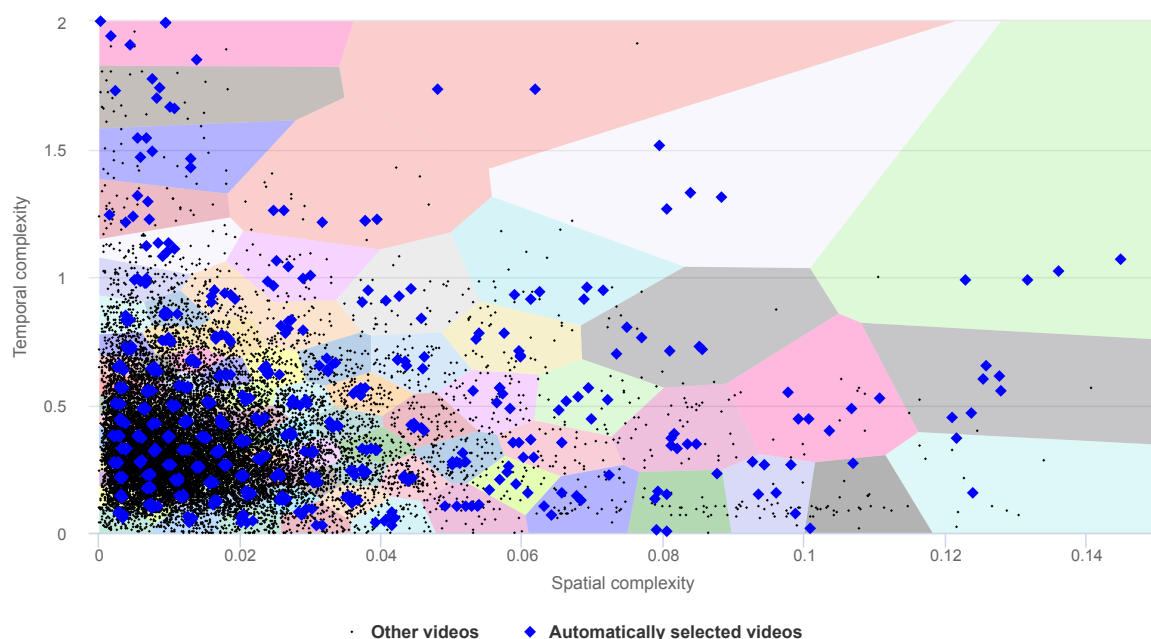 2
1.5
1
0.5
0
Temporal complexity
0 0.02 0.04 0.06 0.08 0.1 0.12 0.14
Spatial complexity
Other videos Automatically selected videos